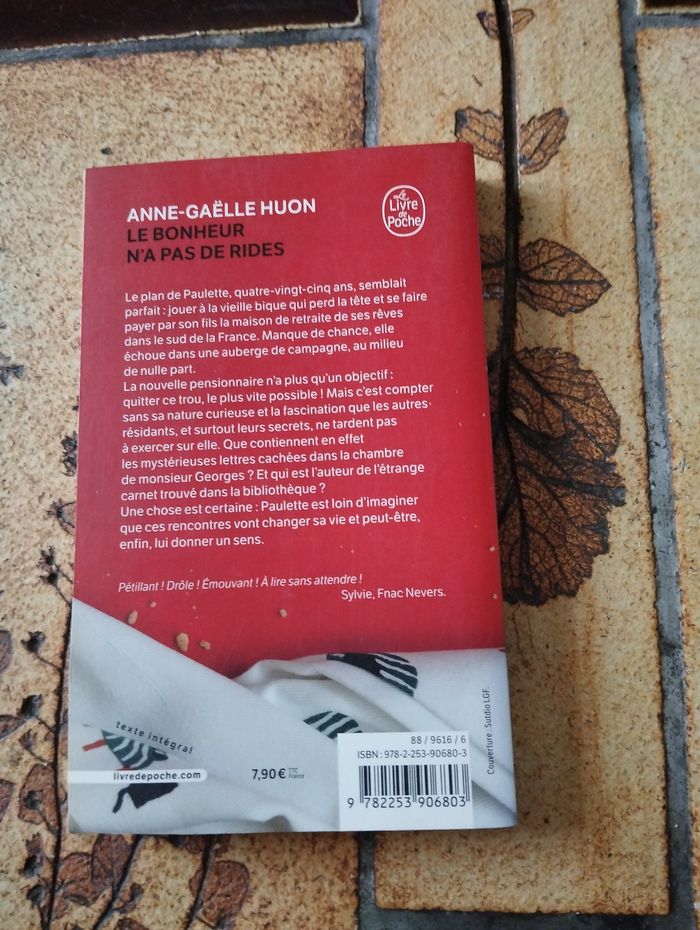 ANNE-GAËLLE HUON
LE BONHEUR
N'A PAS DE RIDES
Le
Livre
de
Poche
Le plan de Paulette, quatre-vingt-cinq ans, semblait
parfait : jouer à la vieille bique qui perd la tête et se faire
payer par son fils la maison de retraite de ses rêves
dans le sud de la France. Manque de chance, elle
échoue dans une auberge de campagne, au milieu
de nulle part.
La nouvelle pensionnaire n'a plus qu'un objectif :
quitter ce trou, le plus vite possible ! Mais c'est compter
sans sa nature curieuse et la fascination que les autres
résidants, et surtout leurs secrets, ne tardent pas
à exercer sur elle. Que contiennent en effet
les mystérieuses lettres cachées dans la chambre
de monsieur Georges ? Et qui est l'auteur de l'étrange
carnet trouvé dans la bibliothèque ?
Une chose est certaine : Paulette est loin d'imaginer
que ces rencontres vont changer sa vie et peut-être,
enfin, lui donner un sens.
Pétillant ! Drôle ! Émouvant ! À lire sans attendre !
Sylvie, Fnac Nevers.
texte intégral
livredepoche.com
7,90 € TTC
France
88 / 9616 / 6
ISBN : 978-2-253-90680-3
9 782253 906803
Couverture : Sutdio LGF.